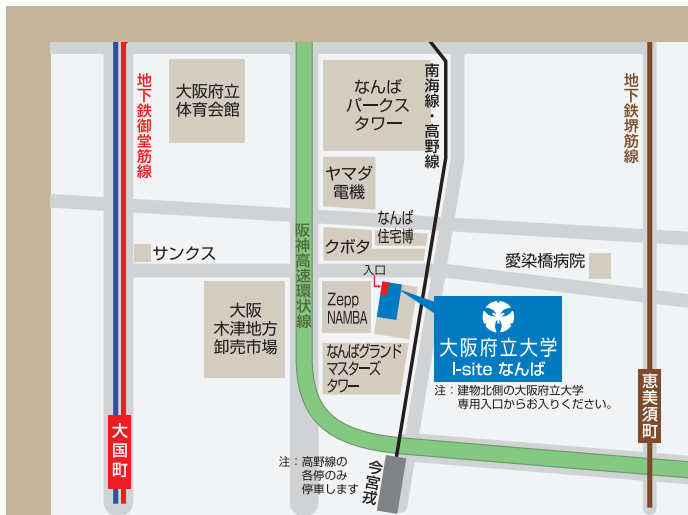 地下鉄御堂筋線
大阪府立
体育会館
なんば
パークス
タワー
南海線・高野線
地下鉄堺筋線
ヤマダ
電機
なんば
住宅博
クボタ
阪神高速環状線
サンクス
入口
愛染橋病院
大阪
木津地方
卸売市場
Zepp
NAMBA
大阪府立大学
I-site なんば
なんばグランド
マスターズ
タワー
注：建物北側の大阪府立大学
専用入口からお入りください。
恵美須町
大国町
注：高野線の
各停のみ
停車します
今宮戎